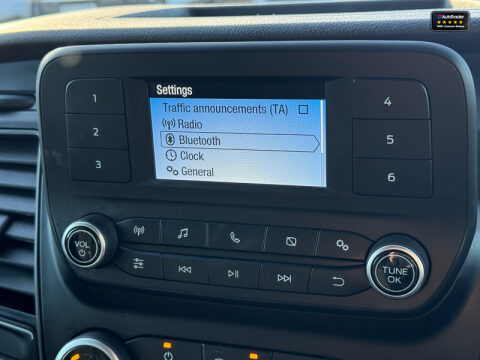 AutoTrader
Settings
Traffic announcements (TA)
Radio
Bluetooth
Clock
General
1
2
3
4
5
6
VOL
TUNE
OK